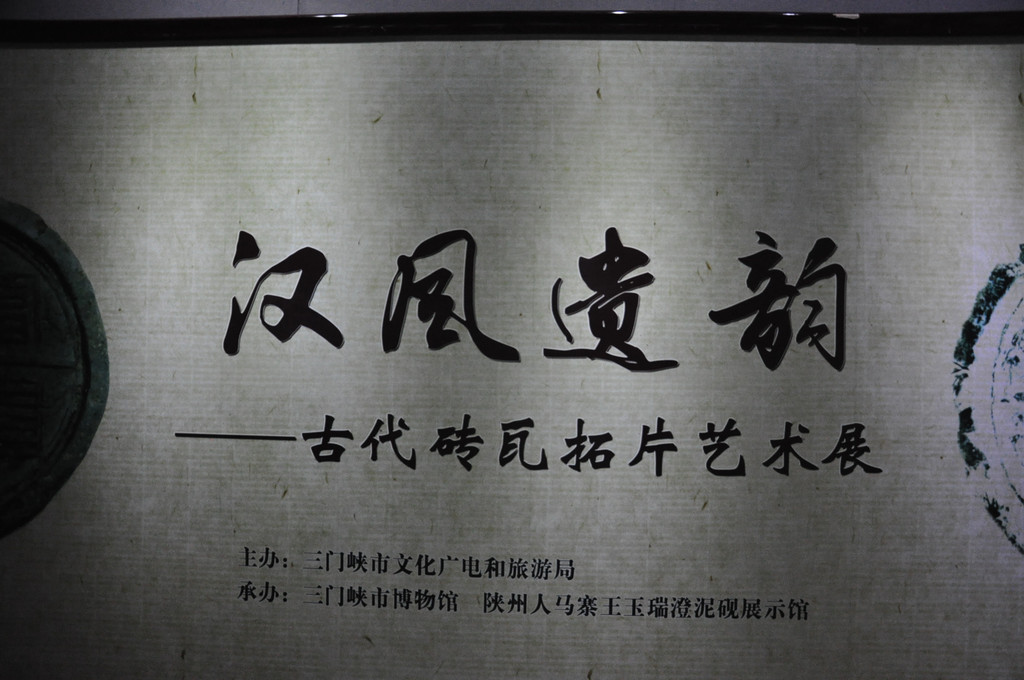 汉风遗韵
——古代砖瓦拓片艺术展
主办：三门峡市文化广电和旅游局
承办：三门峡市博物馆 陕州人马寨王玉瑞澄泥砚展示馆